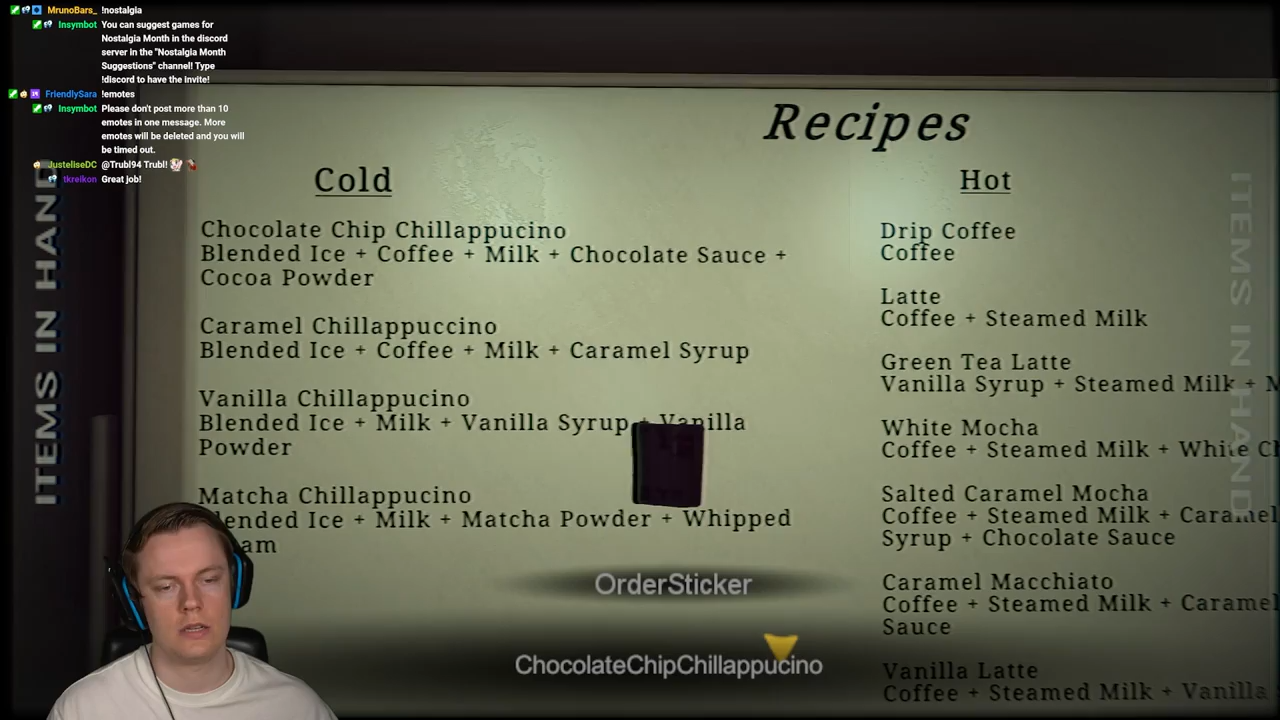 MrunoBars_ !nostalgia
Insymbot You can suggest games for
Nostalgia Month in the discord
server in the "Nostalgia Month
Suggestions" channel! Type
!discord to have the Invite!
FriendlySara !emotes
Insymbot Please don't post more than 10
emotes in one message. More
emotes will be deleted and you will
be timed out.
JusteliseDC @Trubl94 Trubl!
tkreikon Great job!
ITEMS IN HAND
Recipes
Cold
Chocolate Chip Chillappucino
Blended Ice + Coffee + Milk + Chocolate Sauce +
Cocoa Powder
Caramel Chillappuccino
Blended Ice + Coffee + Milk + Caramel Syrup
Vanilla Chillappucino
Blended Ice + Milk + Vanilla Syrup + Vanilla
Powder
Matcha Chillappucino
Ice + Milk + Matcha Powder + Whipped
Hot
Drip Coffee
Coffee
Latte
Coffee + Steamed Milk
Green Tea Latte
Vanilla Syrup + Steamed Milk +
White Mocha
Coffee + Steamed Milk + White
Salted Caramel Mocha
Coffee + Steamed Milk + Caramel
Syrup + Chocolate Sauce
Caramel Macchiato
Coffee + Steamed Milk + Caramel
Sauce
Vanilla Latte
Coffee + Steamed Milk + Vanilla
ITEMS IN HAND
OrderSticker
ChocolateChipChillappucino